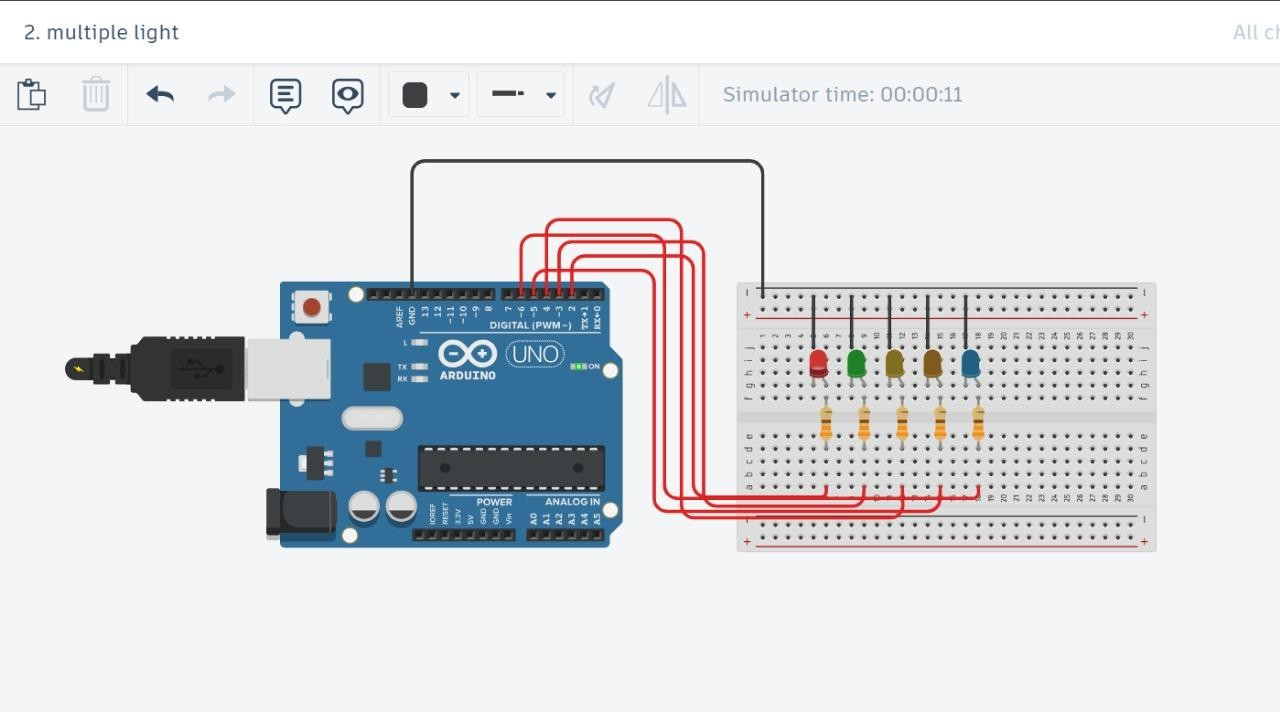 2. multiple light
All ch
Simulator time: 00:00:11
AREF
GND
13
12
~11
~10
~9
8
7
~6
~5
4
~3
2
TX→1
RX←0
DIGITAL (PWM~)
L
TX
RX
ARDUINO
UNO
ON
POWER
ANALOG IN
IOREF
RESET
3.3V
5V
GND
GND
Vin
A0
A1
A2
A3
A4
A5